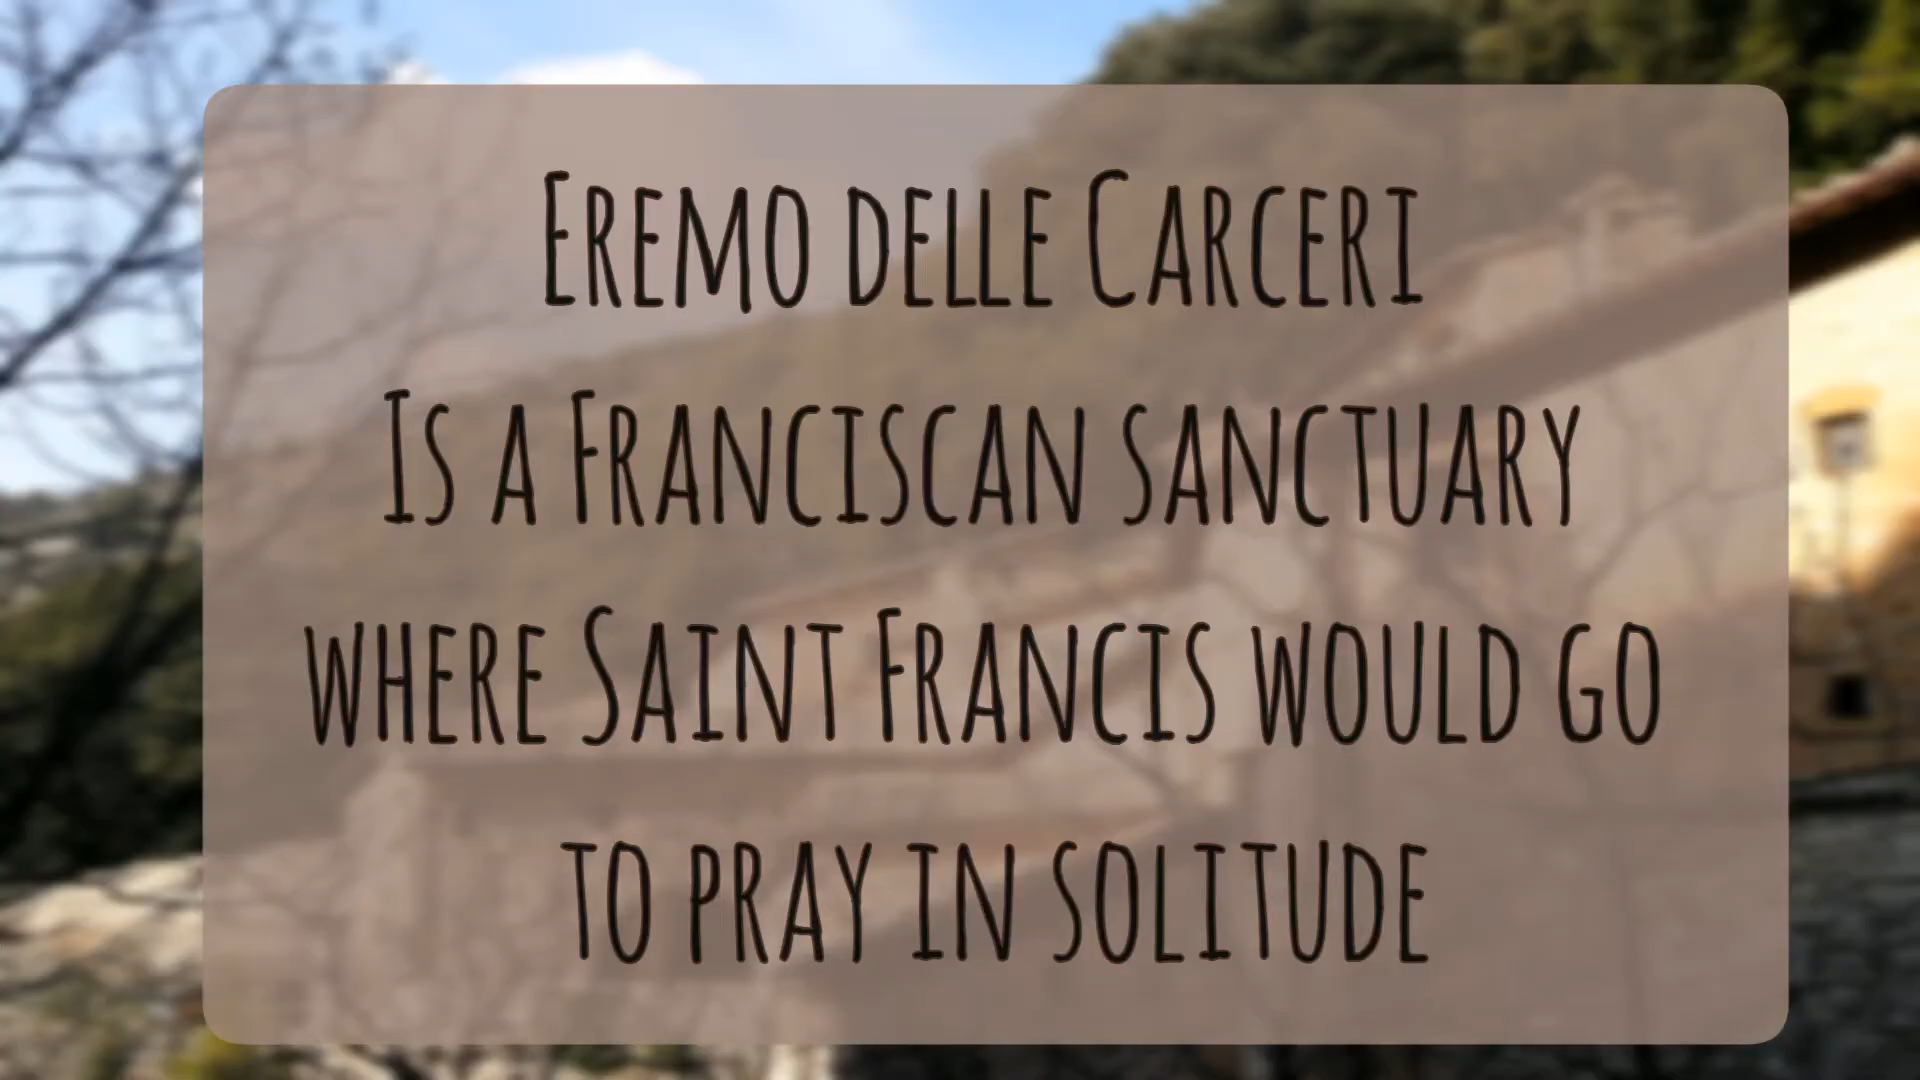 Eremo delle Carceri
Is a Franciscan sanctuary
where Saint Francis would go
to pray in solitude